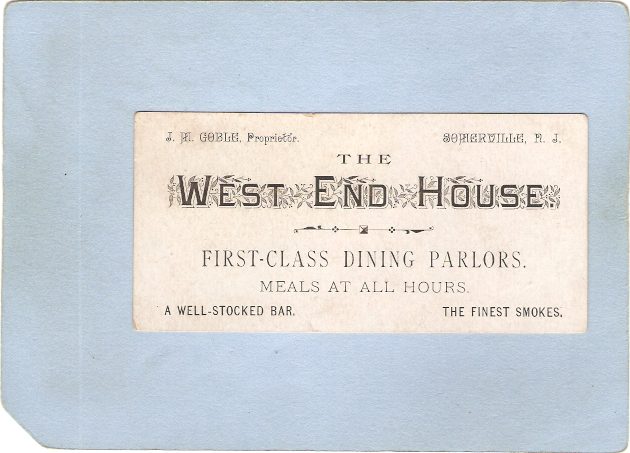 J. H. GOBLE, Proprietor. SOMERVILLE, N. J.
THE
WEST END HOUSE.
FIRST-CLASS DINING PARLORS.
MEALS AT ALL HOURS.
A WELL-STOCKED BAR. THE FINEST SMOKES.